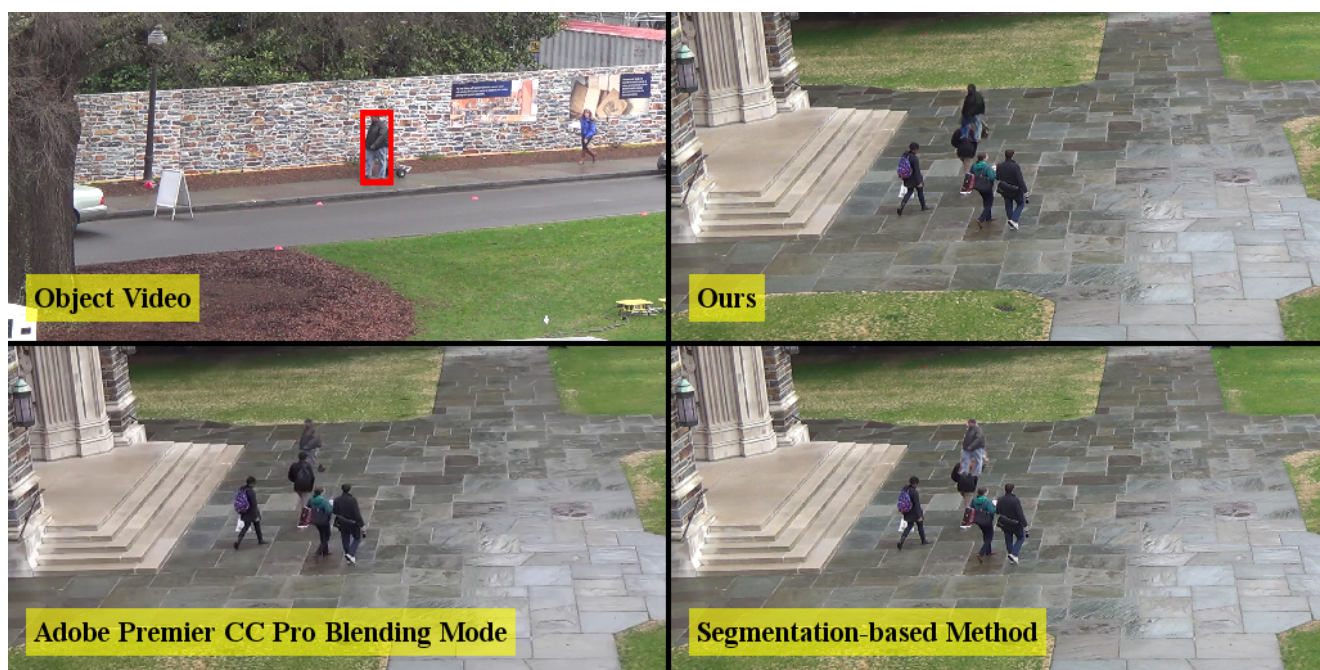 Object Video
Ours
Adobe Premier CC Pro Blending Mode
Segmentation-based Method